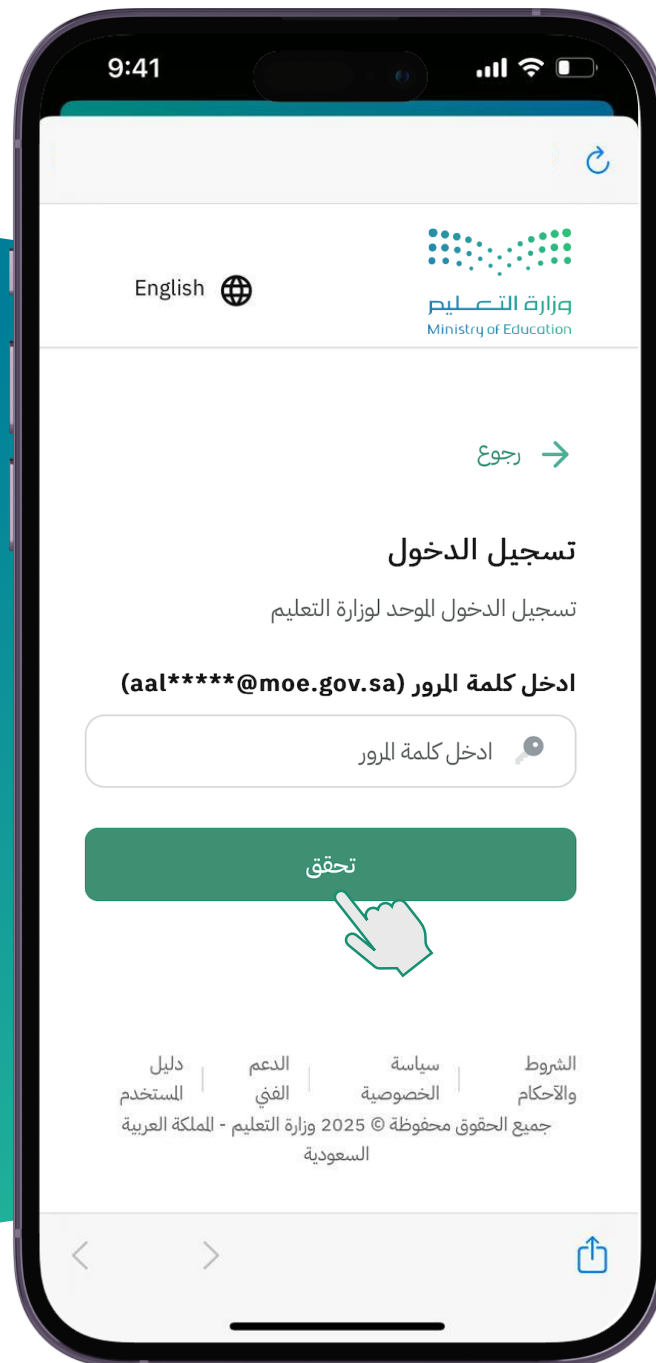 9:41
English
وزارة التعليم
Ministry of Education
رجوع
تسجيل الدخول
تسجيل الدخول الموحد لوزارة التعليم
ادخل كلمة المرور (aal*****@moe.gov.sa)
ادخل كلمة المرور
تحقق
الشروط والآحكام
سياسة الخصوصية
الدعم الفني
دليل المستخدم
جميع الحقوق محفوظة © 2025 وزارة التعليم - المملكة العربية
السعودية